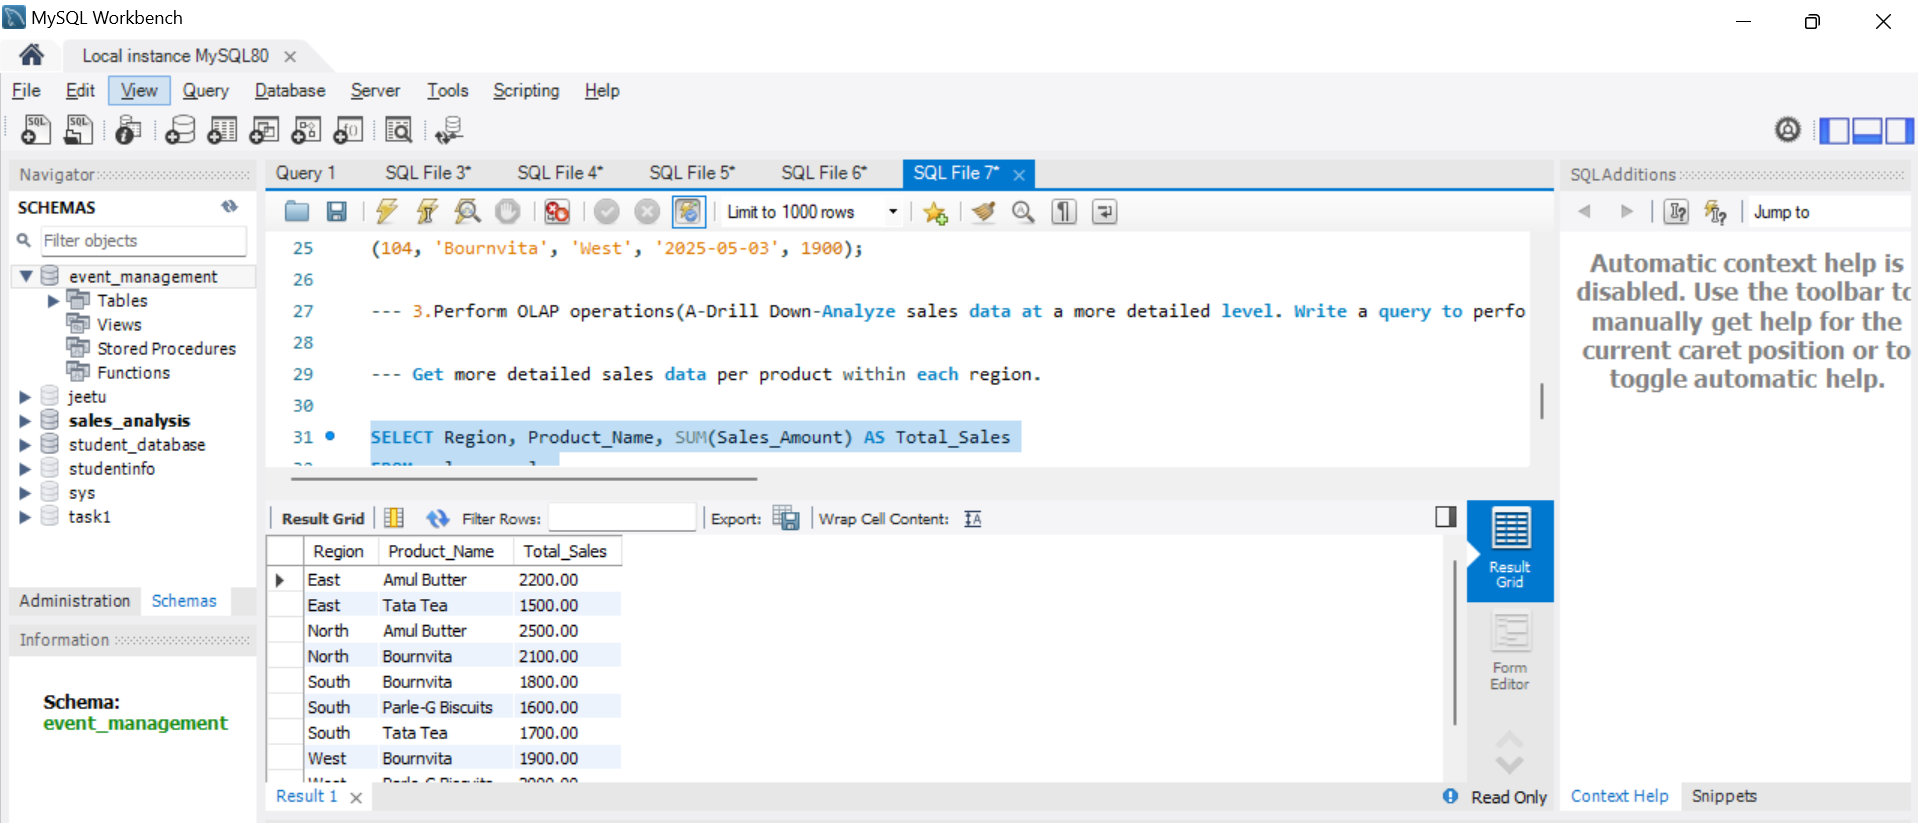 MySQL Workbench
Local instance MySQL80
File Edit View Query Database Server Tools Scripting Help
Navigator
SCHEMAS
Filter objects
event_management
Tables
Views
Stored Procedures
Functions
jeetu
sales_analysis
student_database
studentinfo
sys
task1
Administration Schemas
Information
Schema:
event_management
Query 1 SQL File 3* SQL File 4* SQL File 5* SQL File 6* SQL File 7*
Limit to 1000 rows
25 (104, 'Bournvita', 'West', '2025-05-03', 1900);
26
27 --- 3.Perform OLAP operations(A-Drill Down-Analyze sales data at a more detailed level. Write a query to perfo
28
29 --- Get more detailed sales data per product within each region.
30
31 SELECT Region, Product_Name, SUM(Sales_Amount) AS Total_Sales
Result Grid Filter Rows: Export: Wrap Cell Content:
Region Product_Name Total_Sales
East Amul Butter 2200.00
East Tata Tea 1500.00
North Amul Butter 2500.00
North Bournvita 2100.00
South Bournvita 1800.00
South Parle-G Biscuits 1600.00
South Tata Tea 1700.00
West Bournvita 1900.00
Result 1
Result
Grid
Form
Editor
Read Only
SQLAdditions
Jump to
Automatic context help is
disabled. Use the toolbar to
manually get help for the
current caret position or to
toggle automatic help.
Context Help Snippets